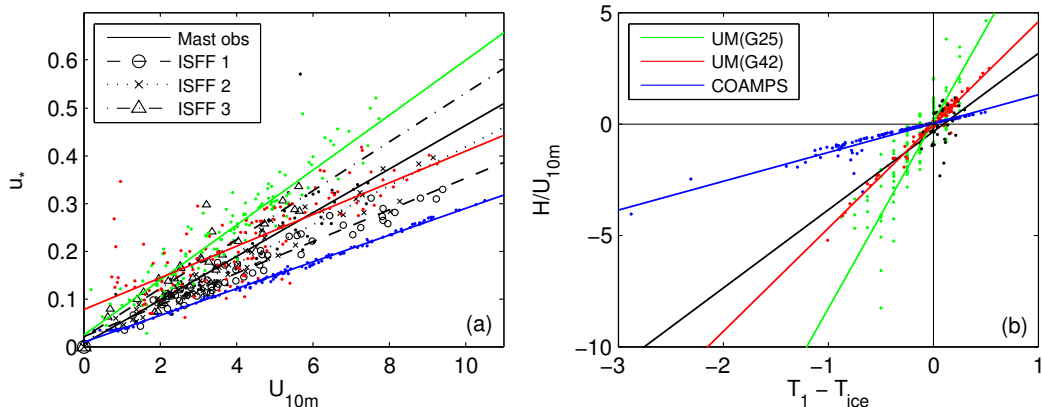 Mast obs
ISFF 1
ISFF 2
ISFF 3
0.6
0.5
0.4
0.3
0.2
0.1
0
u*
0 2 4 6 8 10
U10m
(a)
UM(G25)
UM(G42)
COAMPS
5
0
−5
−10
H/U10m
−3 −2 −1 0 1
T1 − Tice
(b)